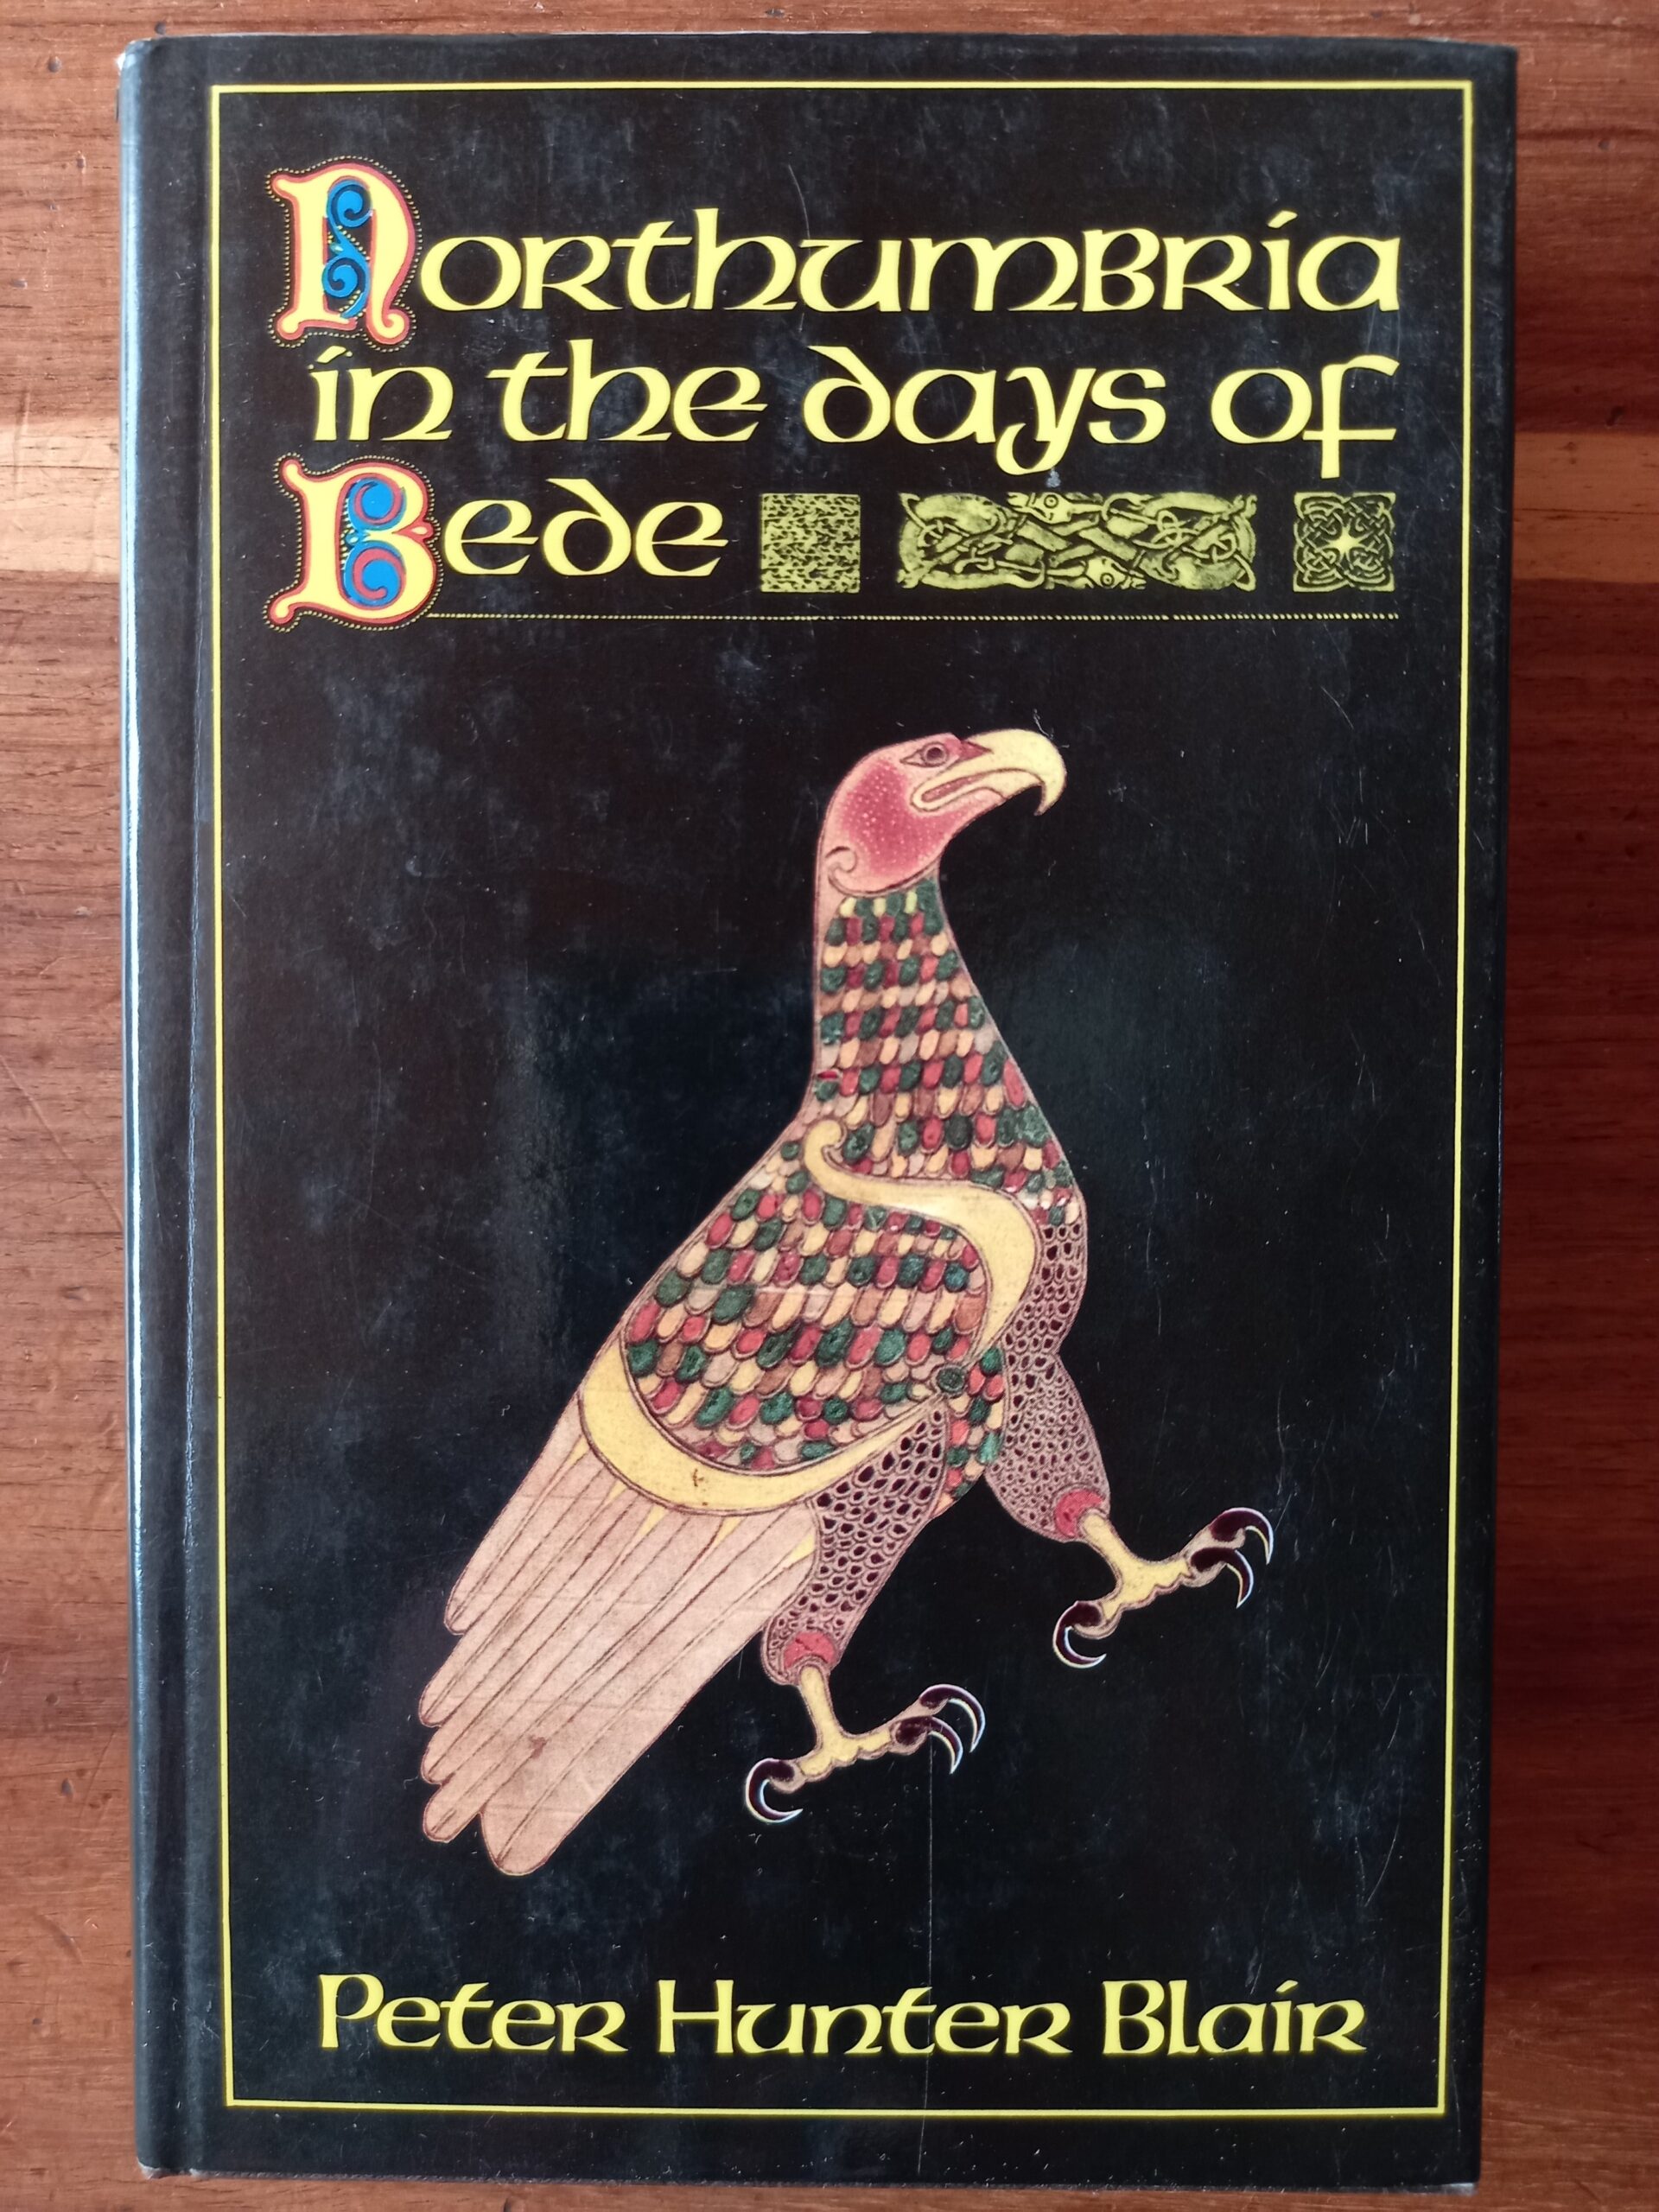 Northumbria
in the days of
Bede
Peter Hunter Blair